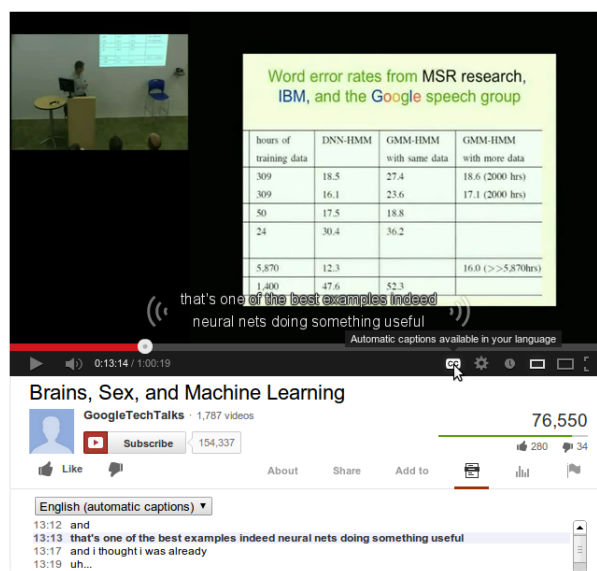 Word error rates from MSR research,
IBM, and the Google speech group
hours of training data DNN-HMM GMM-HMM with same data GMM-HMM with more data
309 18.5 27.4 18.6 (2000 hrs)
309 16.1 23.6 17.1 (2000 hrs)
50 17.5 18.8
24 30.4 36.2
5,870 12.3 16.0 (>>5,870hrs)
1,400 47.6 52.3
that's one of the best examples indeed
neural nets doing something useful
Automatic captions available in your language
0:13:14 / 1:00:19 CC
Brains, Sex, and Machine Learning
GoogleTechTalks · 1,787 videos
76,550
Subscribe 154,337
280 34
Like About Share Add to
English (automatic captions) ▼
13:12 and
13:13 that's one of the best examples indeed neural nets doing something useful
13:17 and i thought i was already
13:19 uh...